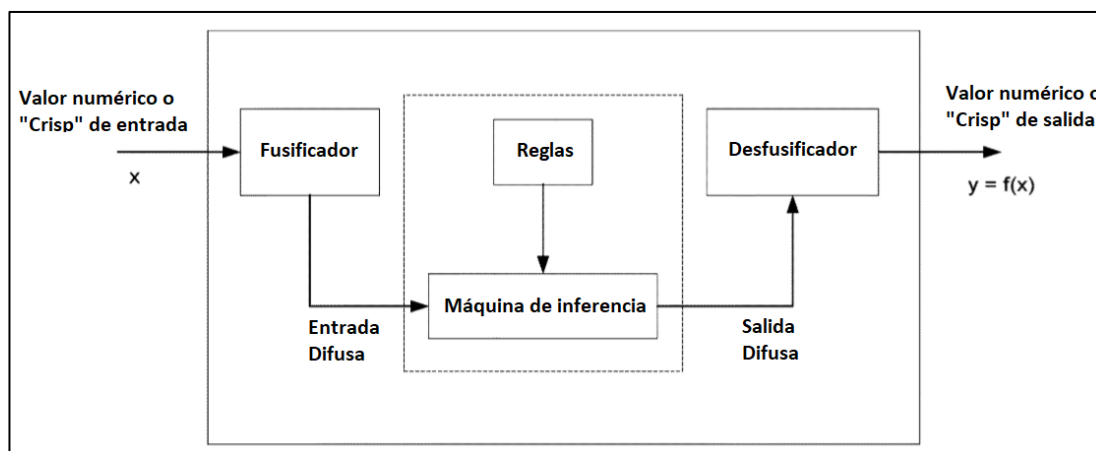 Valor numérico o
"Crisp" de entrada
x
Fusificador
Reglas
Desfusificador
Valor numérico o
"Crisp" de salida
y = f(x)
Máquina de inferencia
Entrada
Difusa
Salida
Difusa